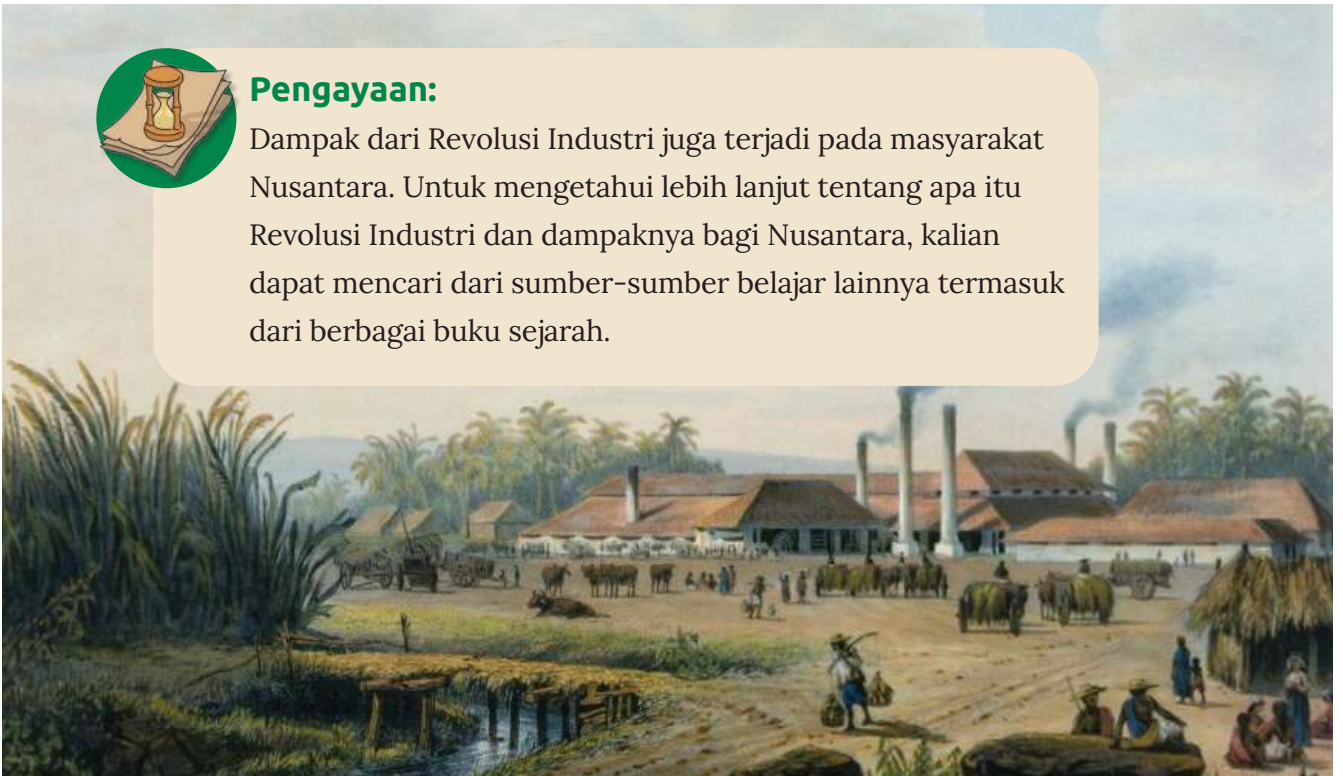 Pengayaan:
Dampak dari Revolusi Industri juga terjadi pada masyarakat
Nusantara. Untuk mengetahui lebih lanjut tentang apa itu
Revolusi Industri dan dampaknya bagi Nusantara, kalian
dapat mencari dari sumber-sumber belajar lainnya termasuk
dari berbagai buku sejarah.